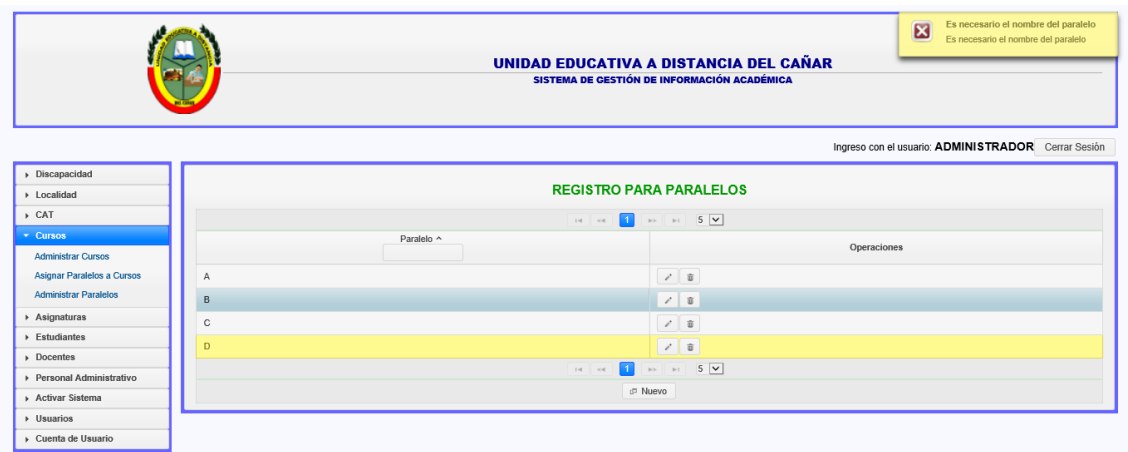 Es necesario el nombre del paralelo
Es necesario el nombre del paralelo
UNIDAD EDUCATIVA A DISTANCIA DEL CAÑAR
SISTEMA DE GESTIÓN DE INFORMACIÓN ACADÉMICA
Ingreso con el usuario: ADMINISTRADOR Cerrar Sesión
Discapacidad
Localidad
CAT
Cursos
Administrar Cursos
Asignar Paralelos a Cursos
Administrar Paralelos
Asignaturas
Estudiantes
Docentes
Personal Administrativo
Activar Sistema
Usuarios
Cuenta de Usuario
REGISTRO PARA PARALELOS
1 5
Paralelo Operaciones
A
B
C
D
1 5
Nuevo